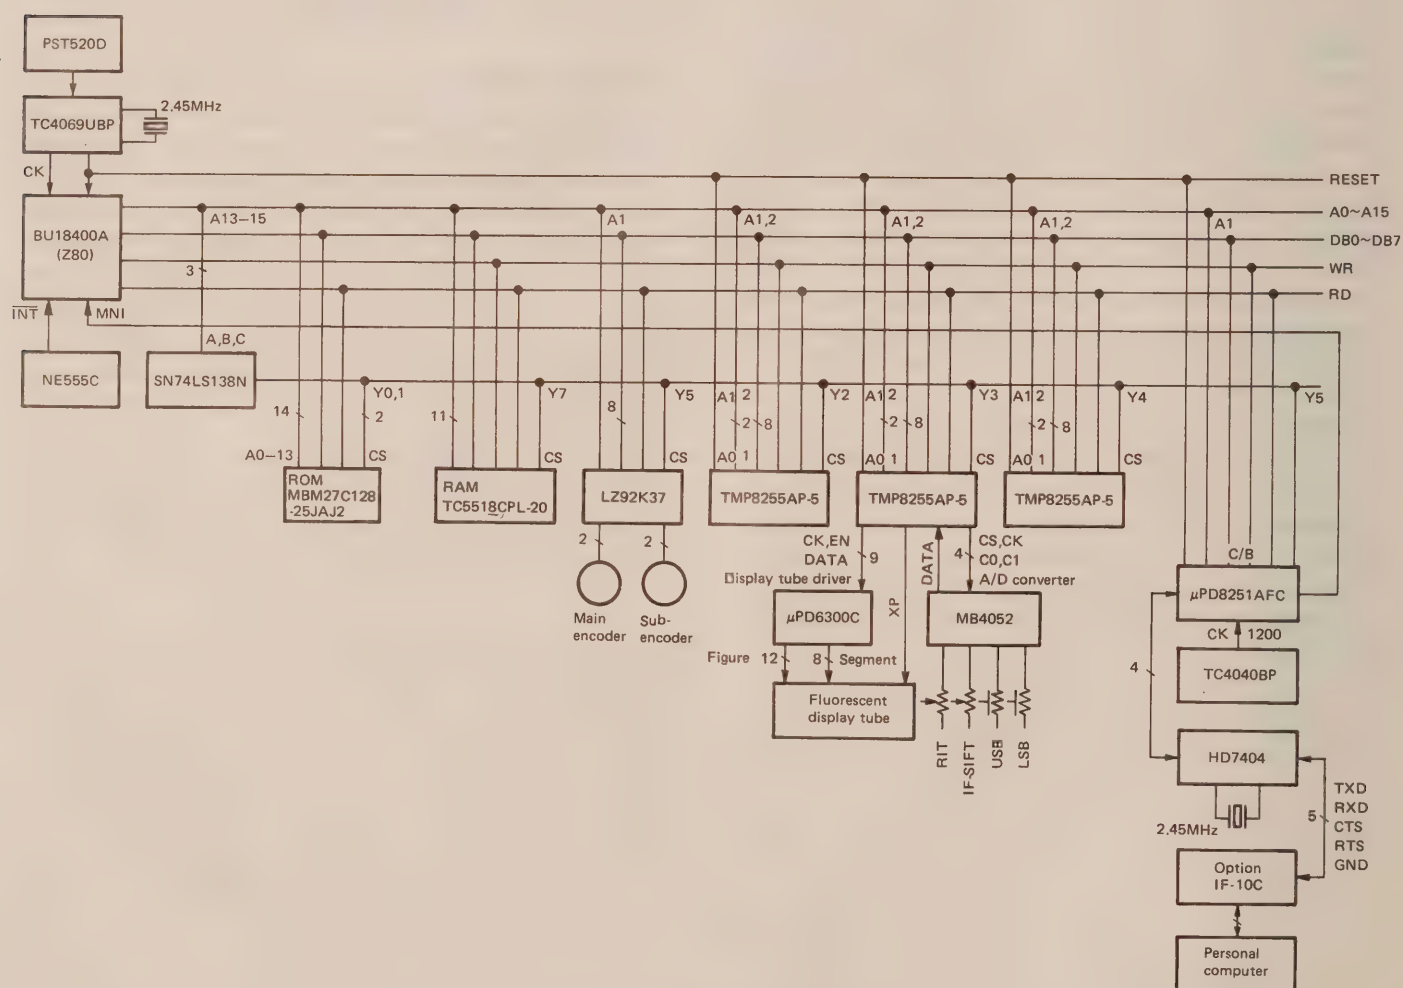 PST520D
TC4069UBP
2.45MHz
CK
RESET
A13–15
A1
A1,2
A1,2
A1,2
A1
A0~A15
BU18400A
(Z80)
DB0~DB7
3
WR
RD
INT
MNI
A,B,C
NE555C
SN74LS138N
Y0,1
Y7
Y5
Y2
Y3
Y4
Y5
14
2
11
8
A1 2
2
8
A1 2
2
8
A1 2
2
8
A0–13
CS
CS
CS
A0 1
CS
A0 1
CS
A0 1
CS
ROM
MBM27C128
-25JAJ2
RAM
TC5518CPL-20
LZ92K37
TMP8255AP-5
TMP8255AP-5
TMP8255AP-5
2
2
CK,EN
DATA
9
Display tube driver
XP
DATA
4
CS,CK
C0,C1
A/D converter
C/B
μPD8251AFC
Main
encoder
Sub-
encoder
μPD6300C
MB4052
CK
1200
TC4040BP
Figure
12
8
Segment
4
Fluorescent
display tube
RIT
IF-SIFT
USB
LSB
HD7404
2.45MHz
5
TXD
RXD
CTS
RTS
GND
Option
IF-10C
Personal
computer